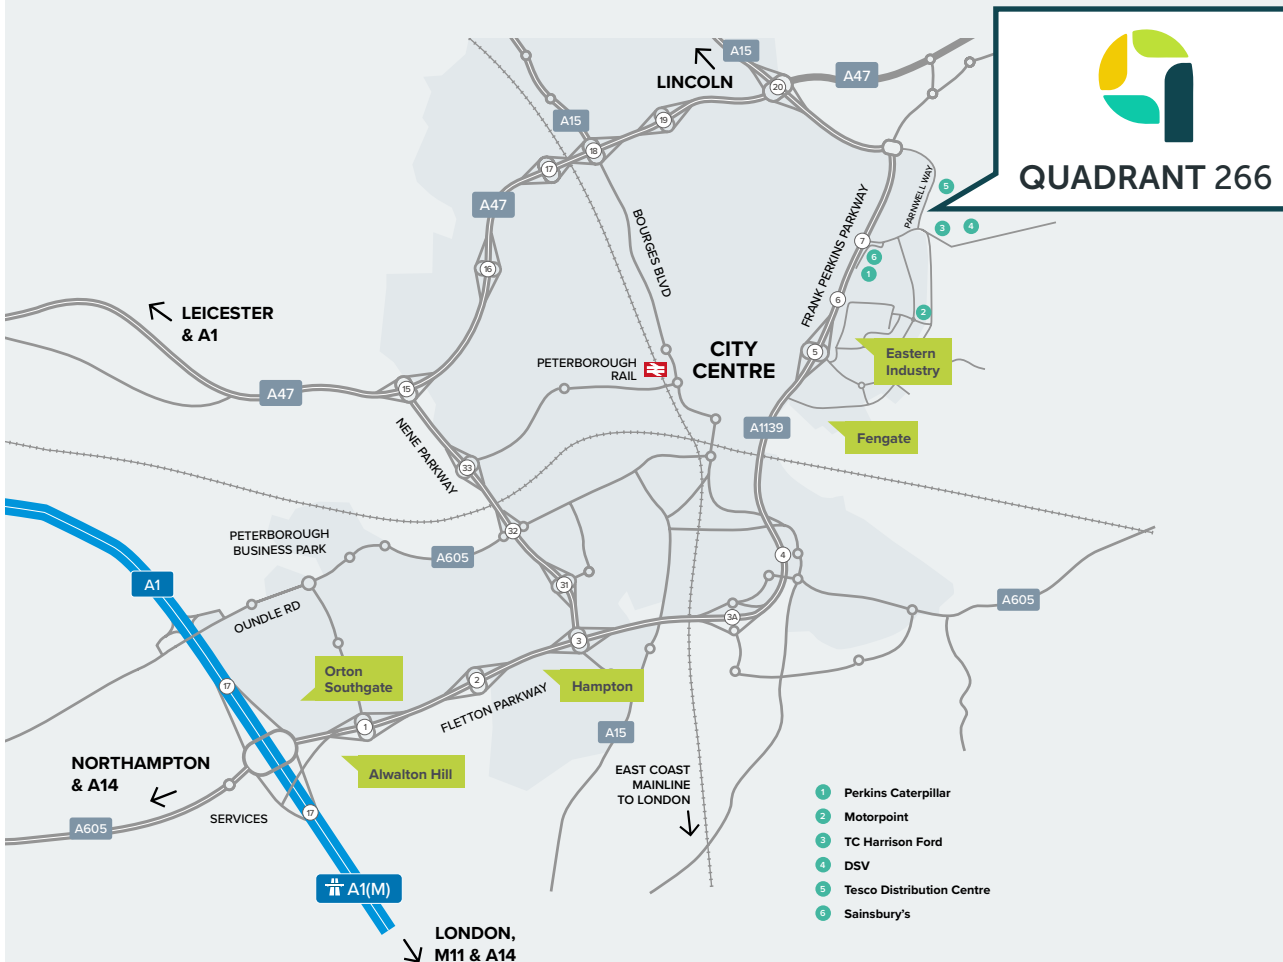 A15
LINCOLN
A47
20
A15
19
18
17
QUADRANT 266
A47
PARNWELL WAY
5
3
4
BOURGES BLVD
FRANK PERKINS PARKWAY
7
6
1
16
6
2
LEICESTER
& A1
CITY
CENTRE
PETERBOROUGH
RAIL
5
Eastern
Industry
A47
15
NENE PARKWAY
A1139
Fengate
33
PETERBOROUGH
BUSINESS PARK
32
A605
4
A1
31
A605
OUNDLE RD
3A
3
Orton
Southgate
17
2
Hampton
FLETTON PARKWAY
1
A15
NORTHAMPTON
& A14
Alwalton Hill
EAST COAST
MAINLINE
TO LONDON
SERVICES
17
A605
A1(M)
LONDON,
M11 & A14
1 Perkins Caterpillar
2 Motorpoint
3 TC Harrison Ford
4 DSV
5 Tesco Distribution Centre
6 Sainsbury's